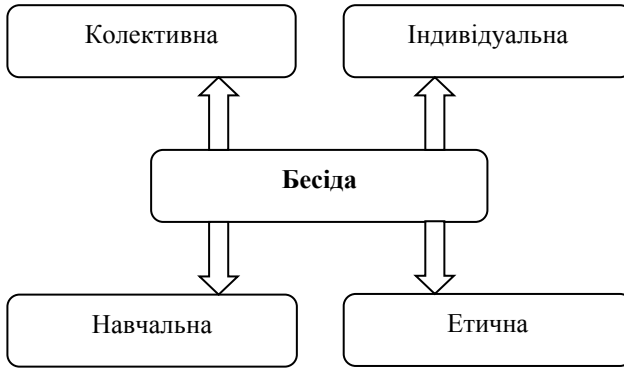 Колективна
Індивідуальна
Бесіда
Навчальна
Етична